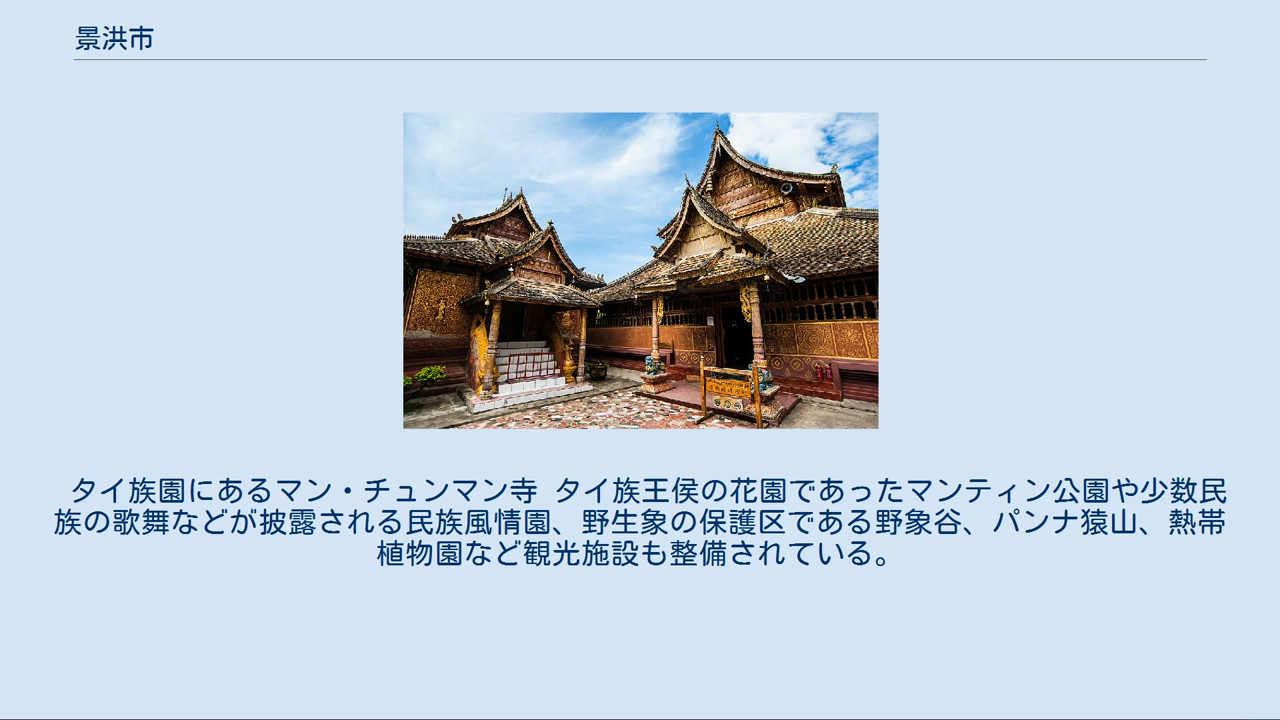 景洪市
タイ族園にあるマン・チュンマン寺 タイ族王侯の花園であったマンティン公園や少数民
族の歌舞などが披露される民族風情園、野生象の保護区である野象谷、パンナ猿山、熱帯
植物園など観光施設も整備されている。